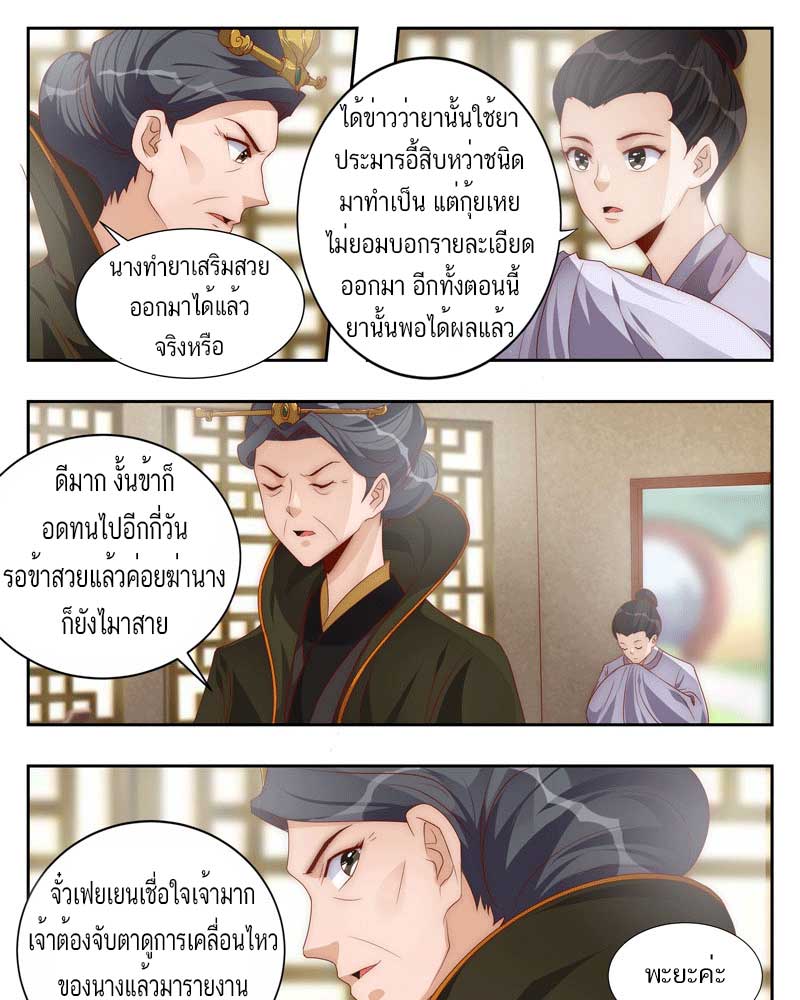 นางทำยาเสริมสวย
ออกมาได้แล้ว
จริงหรือ
ได้ข่าวว่ายานั้นใช้ยา
ประมารอี้สิบหว่าชนิด
มาทำเป็น แต่กุ้ยเหย
ไม่ยอมบอกรายละเอียด
ออกมา อีกทั้งตอนนี้
ยานั้นพอได้ผลแล้ว
ดีมาก งั้นข้าก็
อดทนไปอีกกี่วัน
รอข้าสวยแล้วค่อยฆ่านาง
ก็ยังไมาสาย
จั๋วเฟยเยนเชื่อใจเจ้ามาก
เจ้าต้องจับตาดูการเคลื่อนไหว
ของนางแล้วมารายงาน
พะยะค่ะ